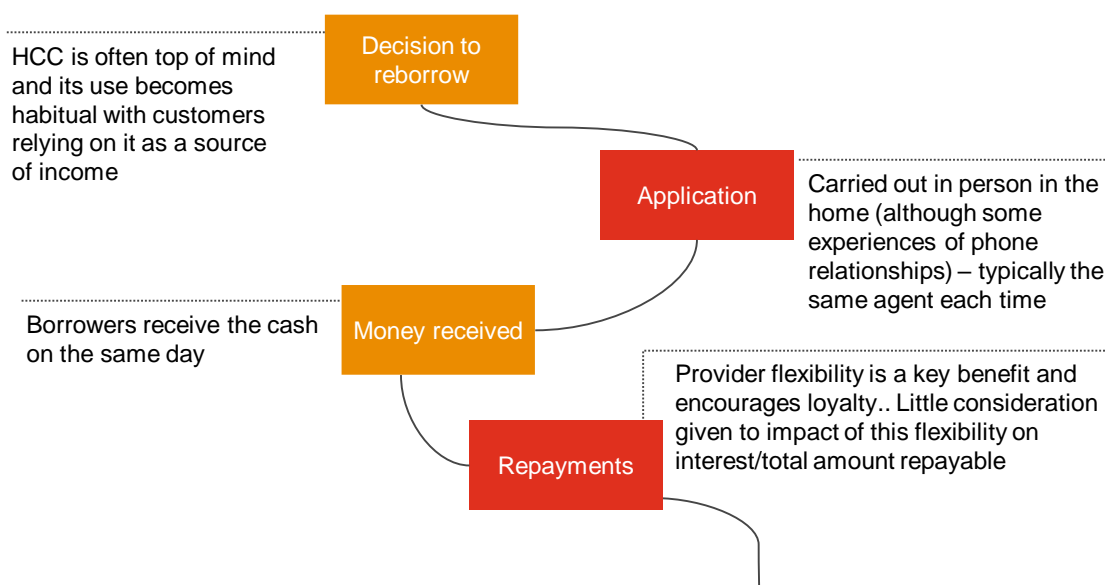 Decision to
reborrow
HCC is often top of mind
and its use becomes
habitual with customers
relying on it as a source
of income
Application
Carried out in person in the
home (although some
experiences of phone
relationships) – typically the
same agent each time
Money received
Borrowers receive the cash
on the same day
Repayments
Provider flexibility is a key benefit and
encourages loyalty.. Little consideration
given to impact of this flexibility on
interest/total amount repayable